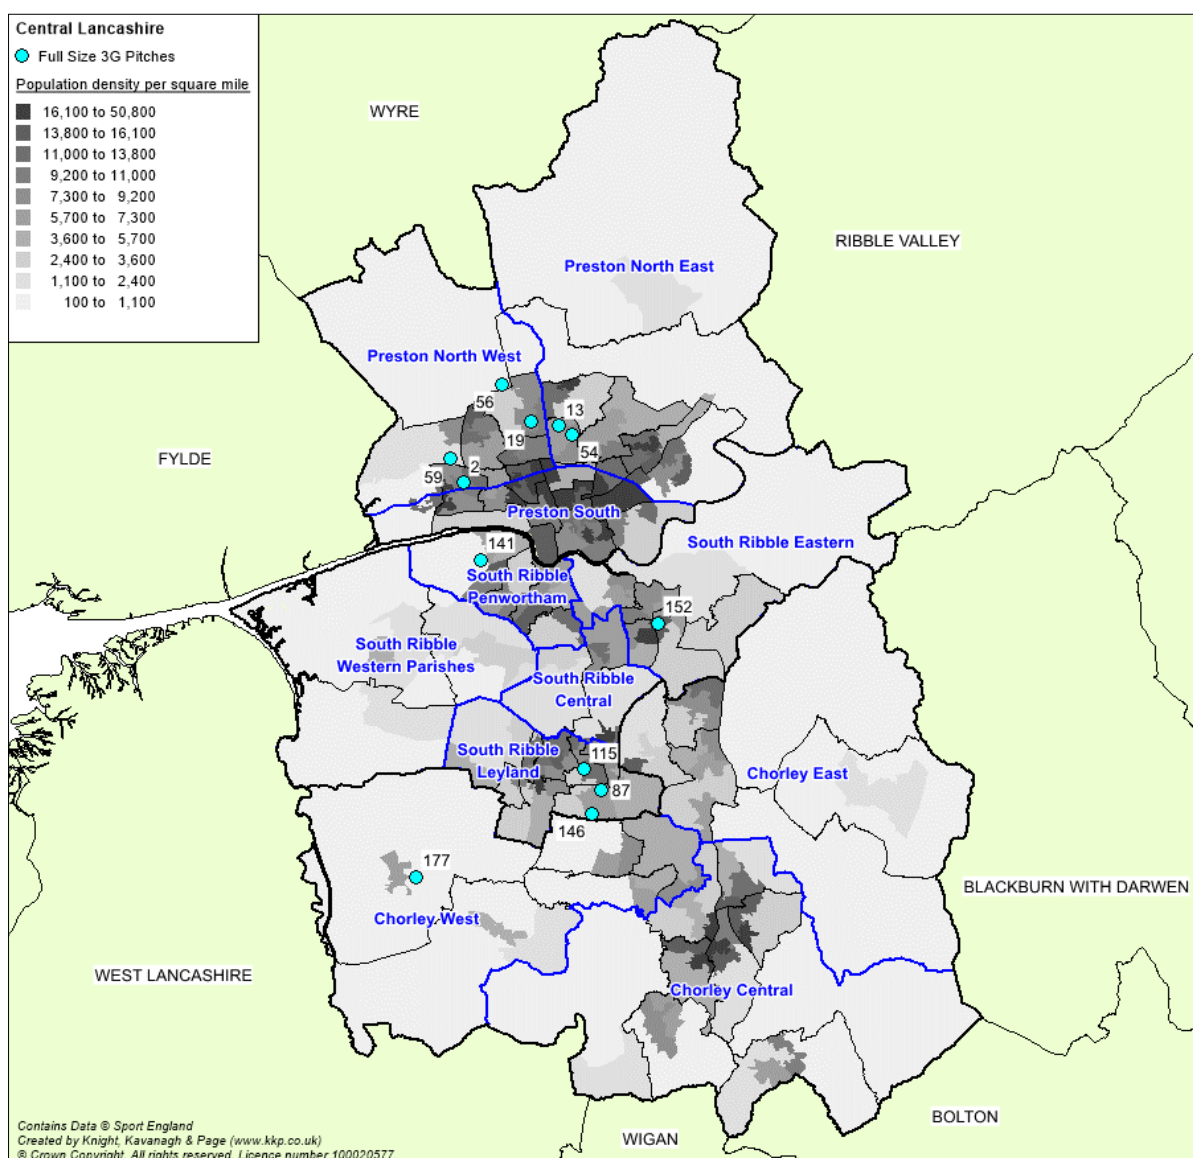 Central Lancashire
Full Size 3G Pitches
Population density per square mile
16,100 to 50,800
13,800 to 16,100
11,000 to 13,800
9,200 to 11,000
7,300 to 9,200
5,700 to 7,300
3,600 to 5,700
2,400 to 3,600
1,100 to 2,400
100 to 1,100
WYRE
RIBBLE VALLEY
Preston North East
Preston North West
56
13
19
54
FYLDE
59
2
Preston South
South Ribble Eastern
141
South Ribble
Penwortham
152
South Ribble
Western Parishes
South Ribble
Central
South Ribble
Leyland
115
Chorley East
87
146
177
BLACKBURN WITH DARWEN
Chorley West
WEST LANCASHIRE
Chorley Central
BOLTON
WIGAN
Contains Data © Sport England
Created by Knight, Kavanagh & Page (www.kkp.co.uk)
© Crown Copyright. All rights reserved. Licence number 100020577